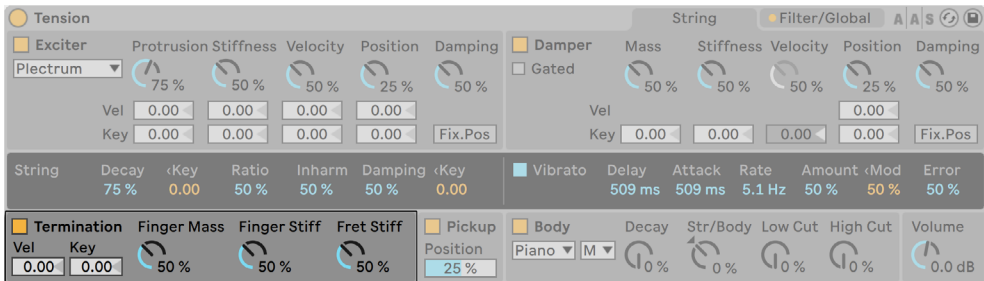 Tension String Filter/Global A A S
Exciter Protrusion Stiffness Velocity Position Damping
Plectrum 75 % 50 % 50 % 25 % 50 %
Vel 0.00 0.00 0.00 0.00
Key 0.00 0.00 0.00 0.00 Fix.Pos
Damper Mass Stiffness Velocity Position Damping
Gated 50 % 50 % 50 % 25 % 50 %
Vel 0.00
Key 0.00 0.00 0.00 0.00 Fix.Pos
String Decay ‹Key Ratio Inharm Damping ‹Key
75 % 0.00 50 % 50 % 50 % 0.00
Vibrato Delay Attack Rate Amount ‹Mod Error
509 ms 509 ms 5.1 Hz 50 % 50 % 50 %
Termination Finger Mass Finger Stiff Fret Stiff
Vel Key
0.00 0.00 50 % 50 % 50 %
Pickup
Position
25 %
Body Decay Str/Body Low Cut High Cut
Piano M 0 % 0 % 0 % 0 %
Volume
0.0 dB